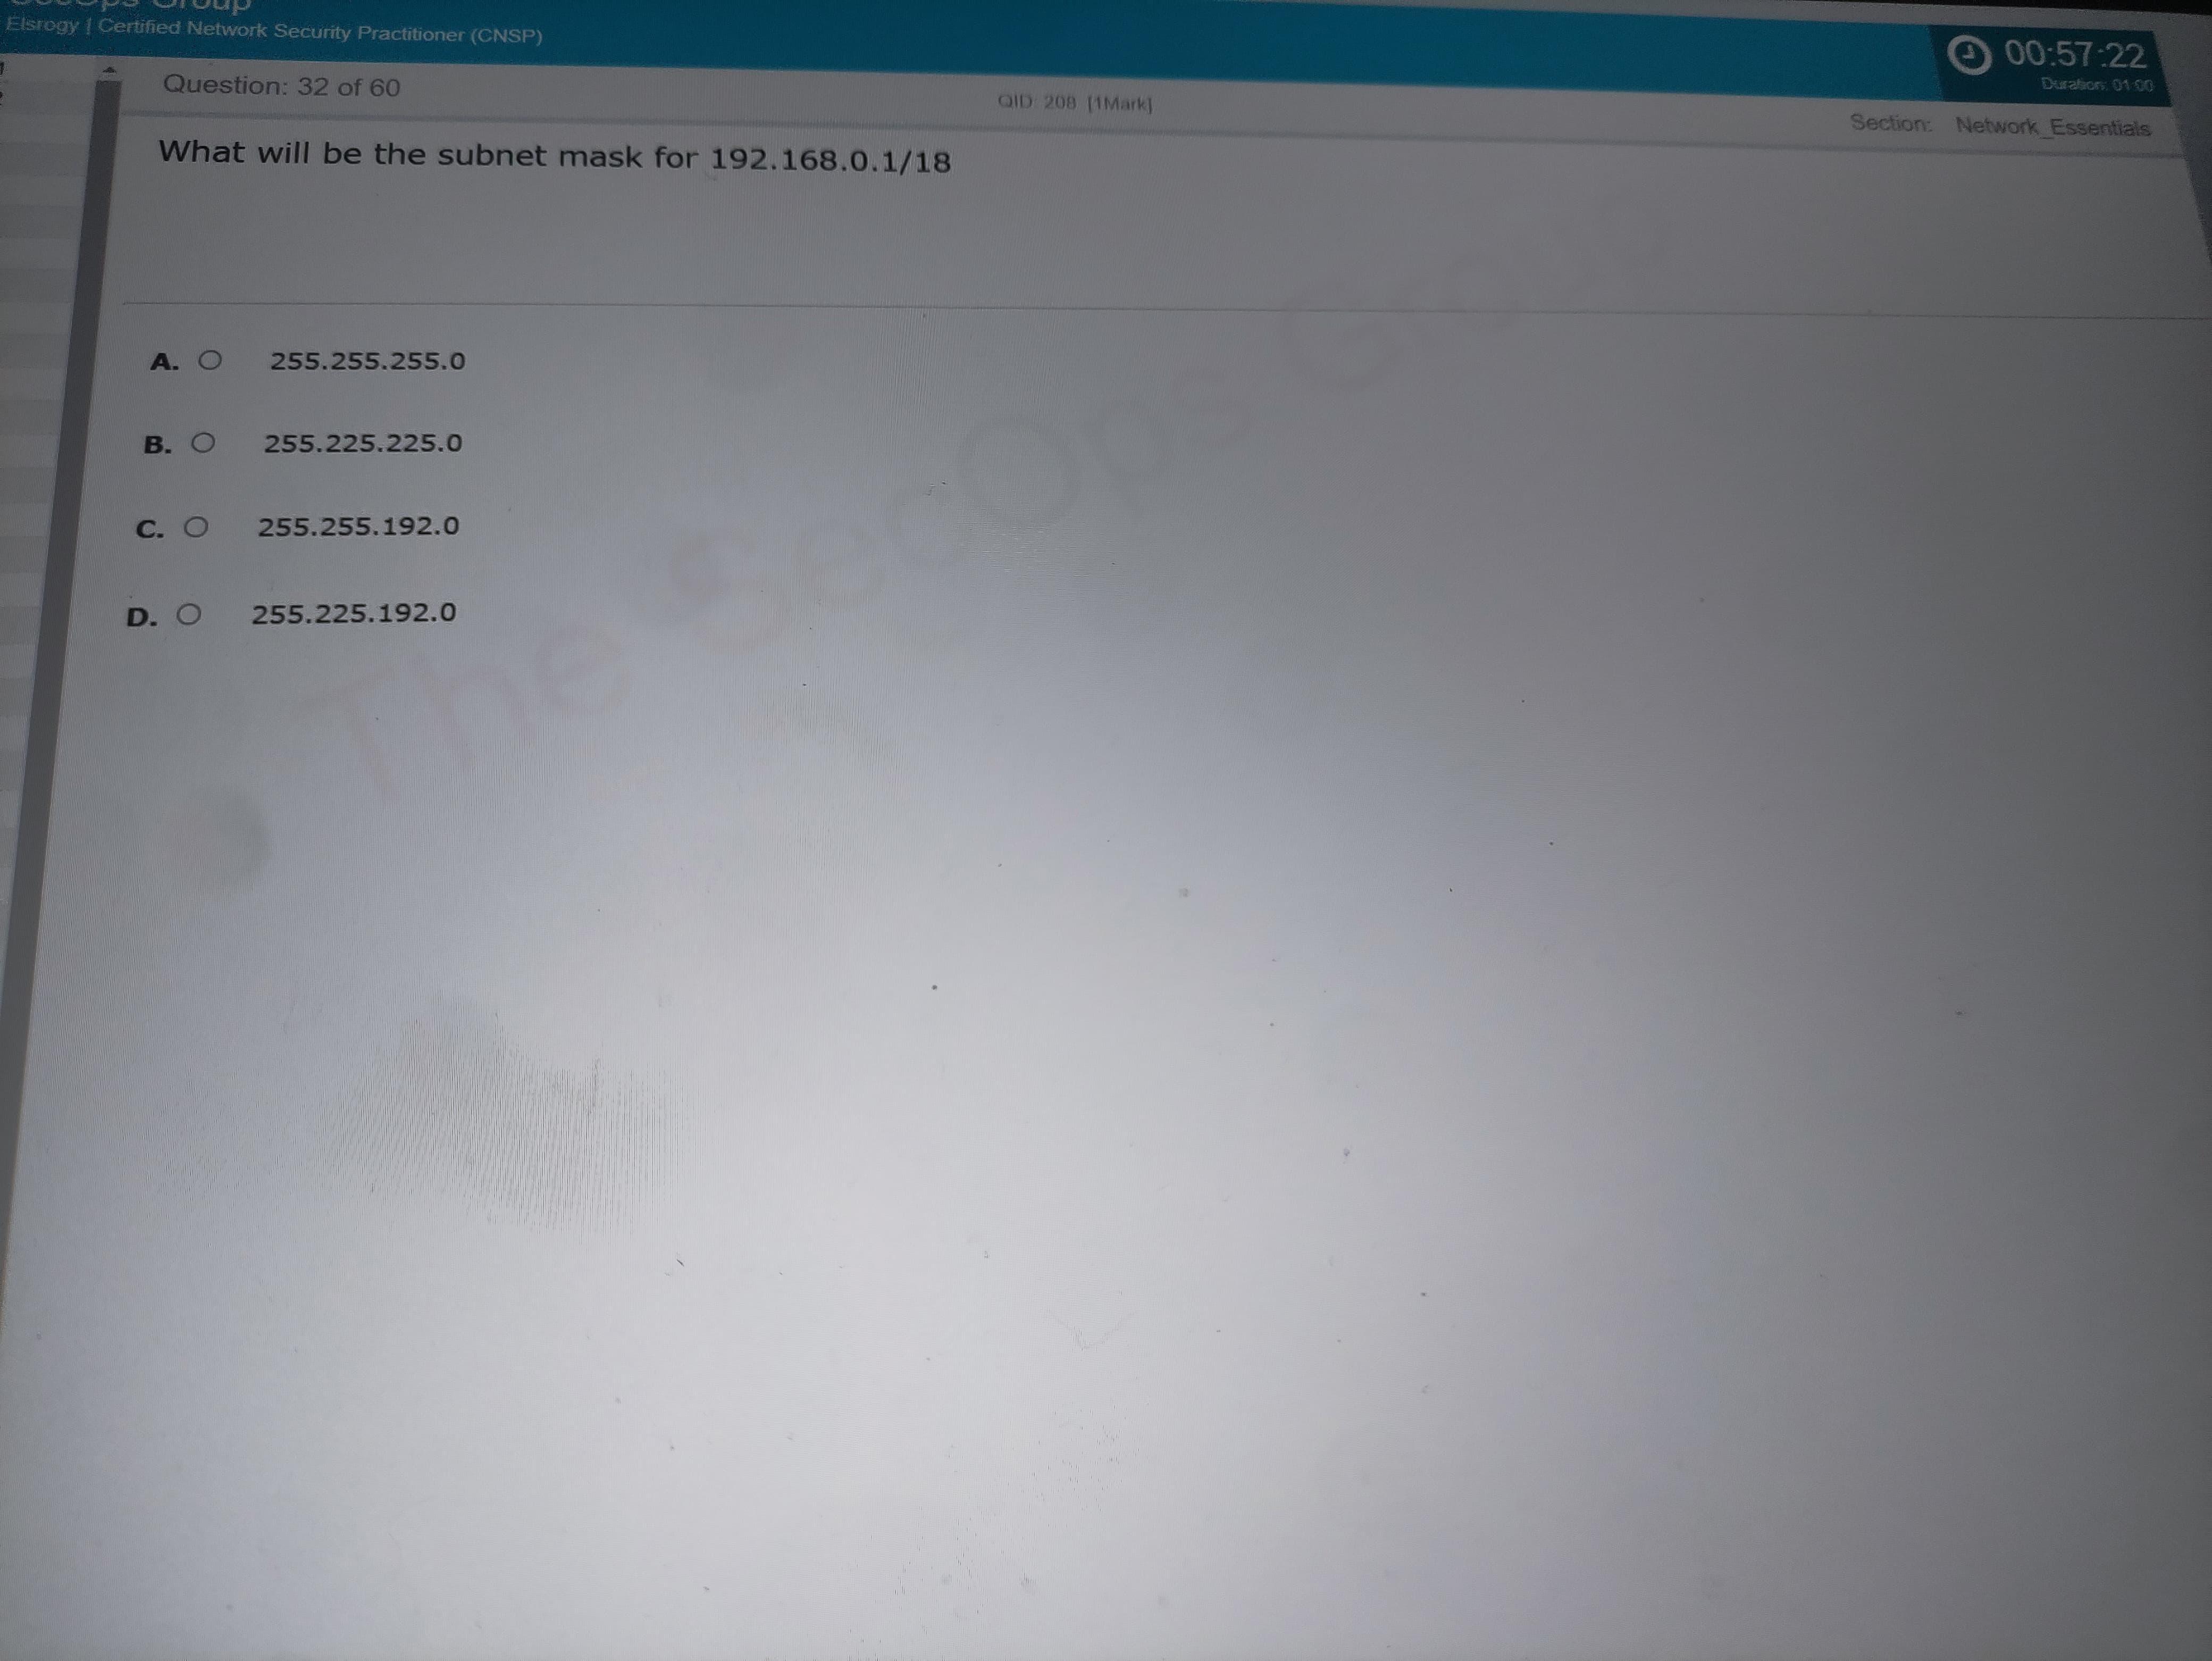 Elsrogy | Certified Network Security Practitioner (CNSP)
00:57:22
Duration: 01:00
Question: 32 of 60
QID: 208 [1Mark]
Section: Network_Essentials
What will be the subnet mask for 192.168.0.1/18
A. 255.255.255.0
B. 255.225.225.0
C. 255.255.192.0
D. 255.225.192.0
The SecOps